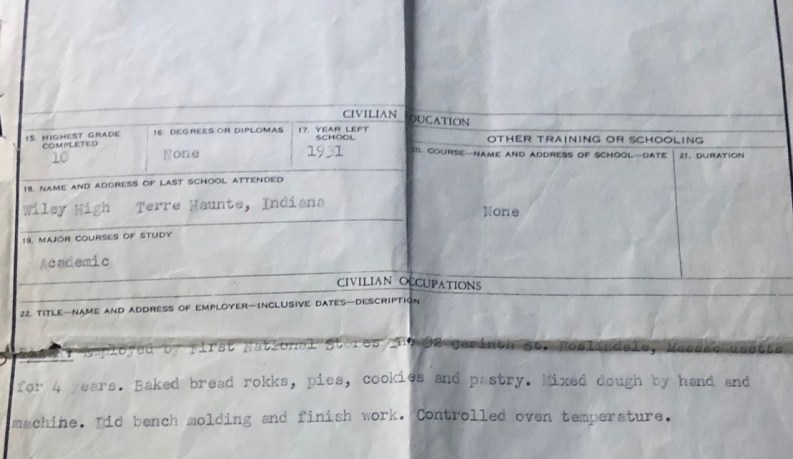 CIVILIAN EDUCATION
15. HIGHEST GRADE COMPLETED
10
16. DEGREES OR DIPLOMAS
None
17. YEAR LEFT SCHOOL
1931
OTHER TRAINING OR SCHOOLING
20. COURSE—NAME AND ADDRESS OF SCHOOL—DATE
21. DURATION
None
18. NAME AND ADDRESS OF LAST SCHOOL ATTENDED
Wiley High Terre Haunte, Indiana
19. MAJOR COURSES OF STUDY
Academic
CIVILIAN OCCUPATIONS
22. TITLE—NAME AND ADDRESS OF EMPLOYER—INCLUSIVE DATES—DESCRIPTION
Employed by First National Stores St. Roslindale, Massachusetts
for 4 years. Baked bread rokks, pies, cookies and pastry. Mixed dough by hand and
machine. Did bench molding and finish work. Controlled oven temperature.